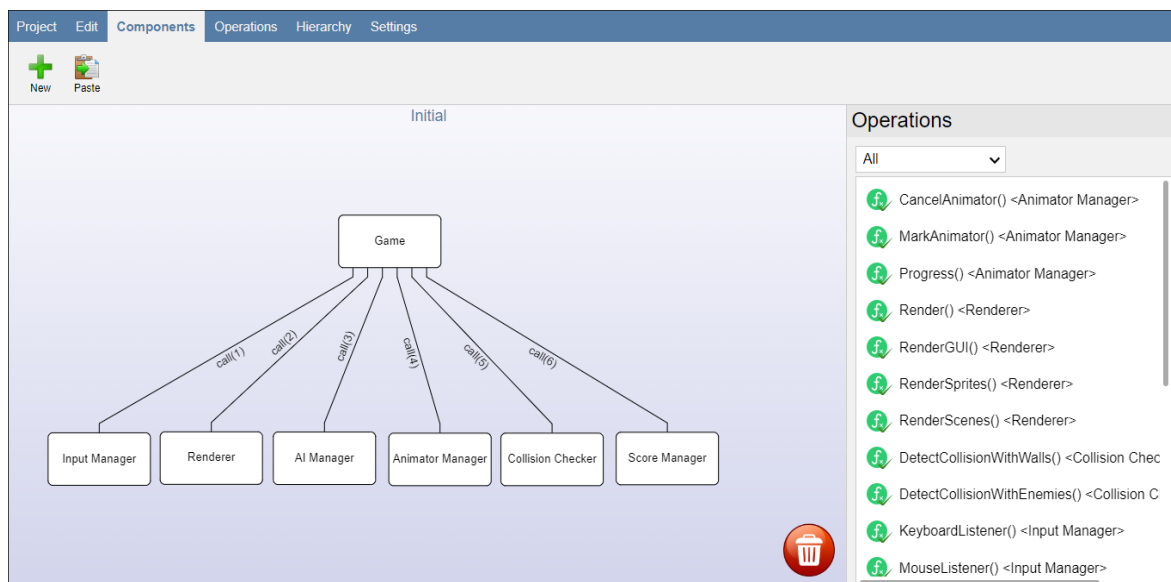 Project Edit Components Operations Hierarchy Settings
New Paste
Initial
Operations
All
Game
call(1)
call(2)
call(3)
call(4)
call(5)
call(6)
Input Manager
Renderer
AI Manager
Animator Manager
Collision Checker
Score Manager
CancelAnimator() <Animator Manager>
MarkAnimator() <Animator Manager>
Progress() <Animator Manager>
Render() <Renderer>
RenderGUI() <Renderer>
RenderSprites() <Renderer>
RenderScenes() <Renderer>
DetectCollisionWithWalls() <Collision Chec
DetectCollisionWithEnemies() <Collision C
KeyboardListener() <Input Manager>
MouseListener() <Input Manager>